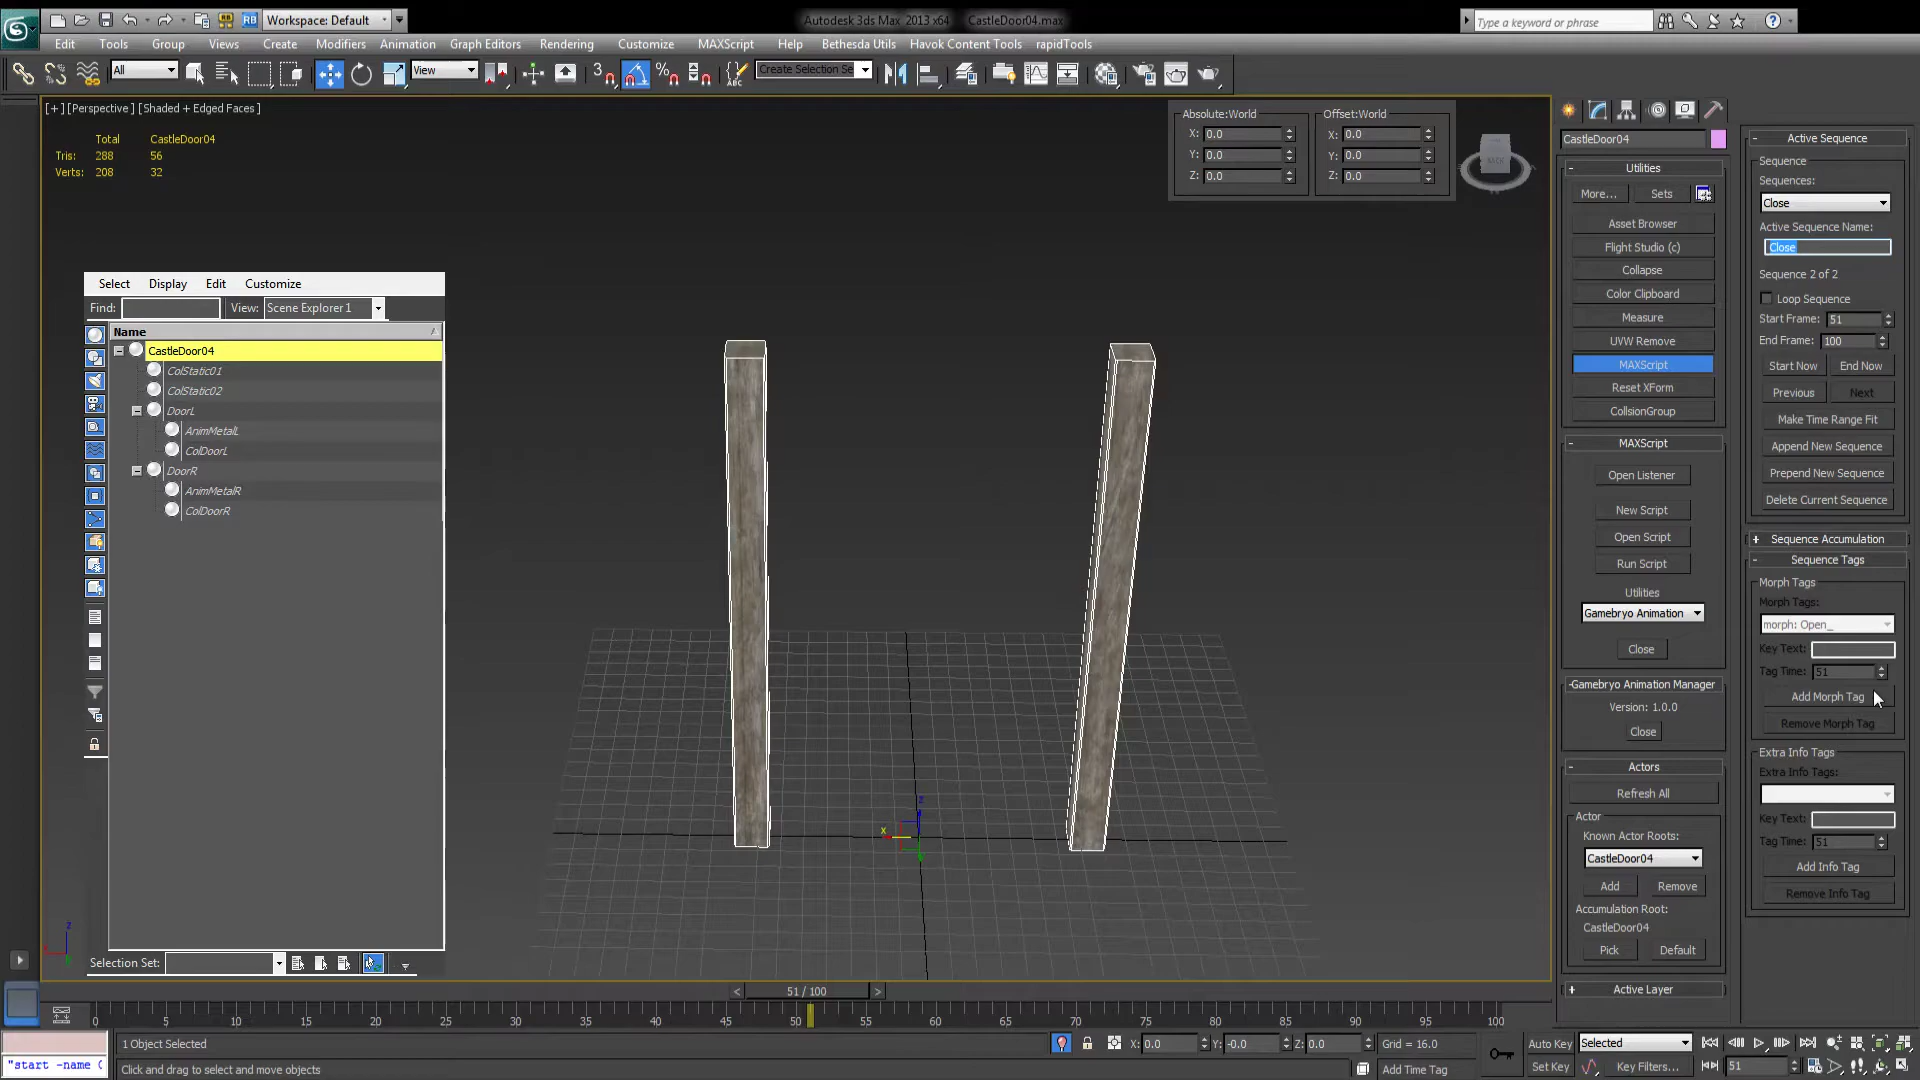 Workspace: Default
Autodesk 3ds Max 2013 x64 CastleDoor04.max
Type a keyword or phrase
Edit Tools Group Views Create Modifiers Animation Graph Editors Rendering Customize MAXScript Help Bethesda Utils Havok Content Tools rapidTools
All View Create Selection Se
[+] [Perspective] [Shaded + Edged Faces]
Total CastleDoor04
Tris: 288 56
Verts: 208 32
Absolute:World Offset:World
X: 0.0 X: 0.0
Y: 0.0 Y: 0.0
Z: 0.0 Z: 0.0
BACK
Select Display Edit Customize
Find: View: Scene Explorer 1
Name
CastleDoor04
ColStatic01
ColStatic02
DoorL
AnimMetalL
ColDoorL
DoorR
AnimMetalR
ColDoorR
Selection Set:
x z
CastleDoor04
- Utilities
More... Sets
Asset Browser
Flight Studio (c)
Collapse
Color Clipboard
Measure
UVW Remove
MAXScript
Reset XForm
CollsionGroup
- MAXScript
Open Listener
New Script
Open Script
Run Script
Utilities
Gamebryo Animation
Close
-Gamebryo Animation Manager
Version: 1.0.0
Close
- Actors
Refresh All
Actor
Known Actor Roots:
CastleDoor04
Add Remove
Accumulation Root:
CastleDoor04
Pick Default
+ Active Layer
- Active Sequence
Sequence
Sequences:
Close
Active Sequence Name:
Close
Sequence 2 of 2
Loop Sequence
Start Frame: 51
End Frame: 100
Start Now End Now
Previous Next
Make Time Range Fit
Append New Sequence
Prepend New Sequence
Delete Current Sequence
+ Sequence Accumulation
- Sequence Tags
Morph Tags
Morph Tags:
morph: Open_
Key Text:
Tag Time: 51
Add Morph Tag
Remove Morph Tag
Extra Info Tags
Extra Info Tags:
Key Text:
Tag Time: 51
Add Info Tag
Remove Info Tag
< 51 / 100 >
0 5 10 15 20 25 30 35 40 45 50 55 60 65 70 75 80 85 90 95 100
1 Object Selected X: 0.0 Y: -0.0 Z: 0.0 Grid = 16.0 Auto Key Selected
"start -name ( Click and drag to select and move objects Add Time Tag Set Key Key Filters... 51